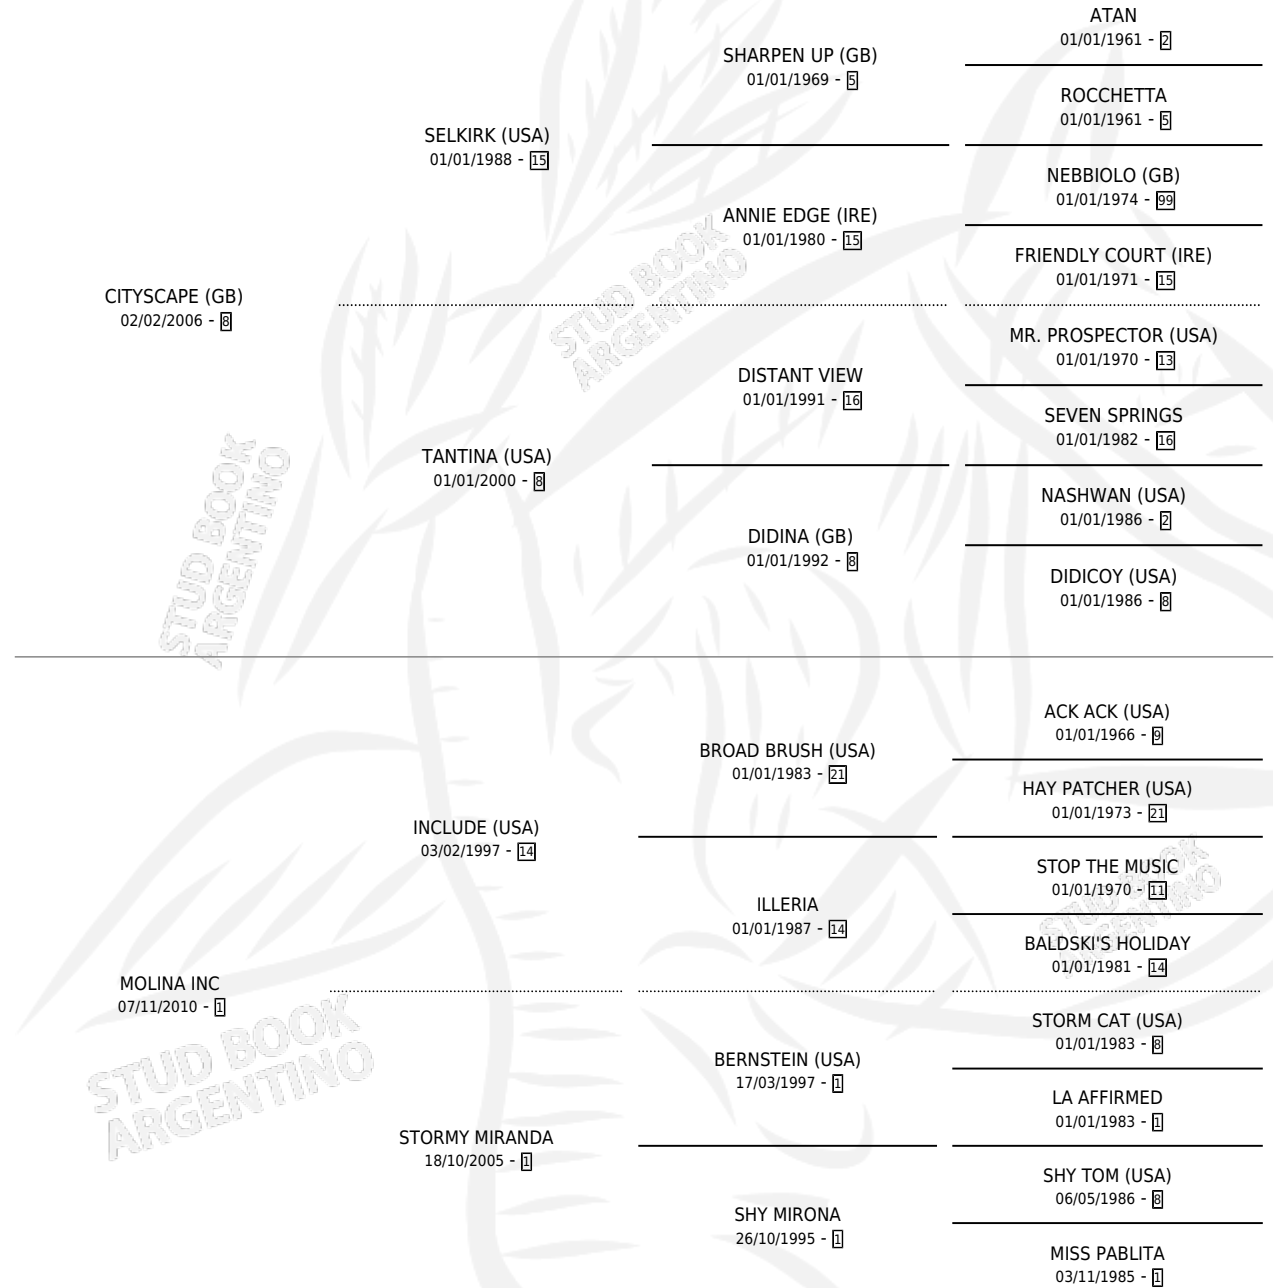 ATAN
01/01/1961 - 2
SHARPEN UP (GB)
01/01/1969 - 5
ROCCHETTA
01/01/1961 - 5
SELKIRK (USA)
01/01/1988 - 15
NEBBIOLO (GB)
01/01/1974 - 99
ANNIE EDGE (IRE)
01/01/1980 - 15
FRIENDLY COURT (IRE)
01/01/1971 - 15
CITYSCAPE (GB)
02/02/2006 - 8
MR. PROSPECTOR (USA)
01/01/1970 - 13
DISTANT VIEW
01/01/1991 - 16
SEVEN SPRINGS
01/01/1982 - 16
TANTINA (USA)
01/01/2000 - 8
NASHWAN (USA)
01/01/1986 - 2
DIDINA (GB)
01/01/1992 - 8
DIDICOY (USA)
01/01/1986 - 8
ACK ACK (USA)
01/01/1966 - 9
BROAD BRUSH (USA)
01/01/1983 - 21
HAY PATCHER (USA)
01/01/1973 - 21
INCLUDE (USA)
03/02/1997 - 14
STOP THE MUSIC
01/01/1970 - 11
ILLERIA
01/01/1987 - 14
BALDSKI'S HOLIDAY
01/01/1981 - 14
MOLINA INC
07/11/2010 - 1
STORM CAT (USA)
01/01/1983 - 8
BERNSTEIN (USA)
17/03/1997 - 1
LA AFFIRMED
01/01/1983 - 1
STORMY MIRANDA
18/10/2005 - 1
SHY TOM (USA)
06/05/1986 - 8
SHY MIRONA
26/10/1995 - 1
MISS PABLITA
03/11/1985 - 1
STUD BOOK
ARGENTINO
STUD BOOK
ARGENTINO
STUD BOOK
ARGENTINO
STUD BOOK
ARGENTINO